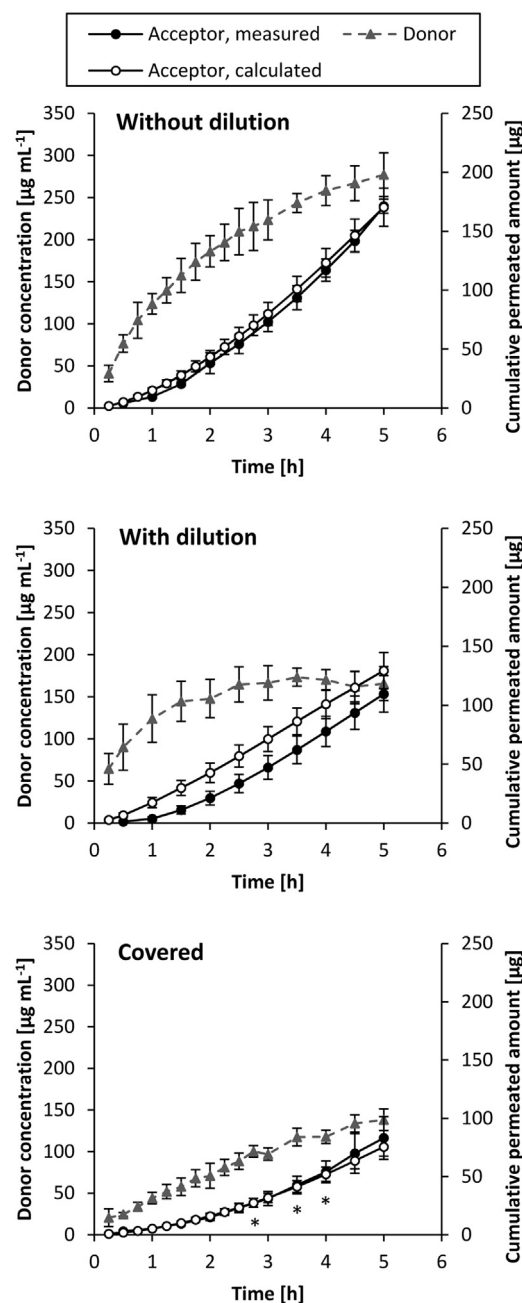 Acceptor, measured
Donor
Acceptor, calculated
Without dilution
Donor concentration [µg mL⁻¹]
350
300
250
200
150
100
50
0
Cumulative permeated amount [µg]
250
200
150
100
50
0
0 1 2 3 4 5 6
Time [h]
With dilution
Donor concentration [µg mL⁻¹]
350
300
250
200
150
100
50
0
Cumulative permeated amount [µg]
250
200
150
100
50
0
0 1 2 3 4 5 6
Time [h]
Covered
Donor concentration [µg mL⁻¹]
350
300
250
200
150
100
50
0
Cumulative permeated amount [µg]
250
200
150
100
50
0
* * *
0 1 2 3 4 5 6
Time [h]